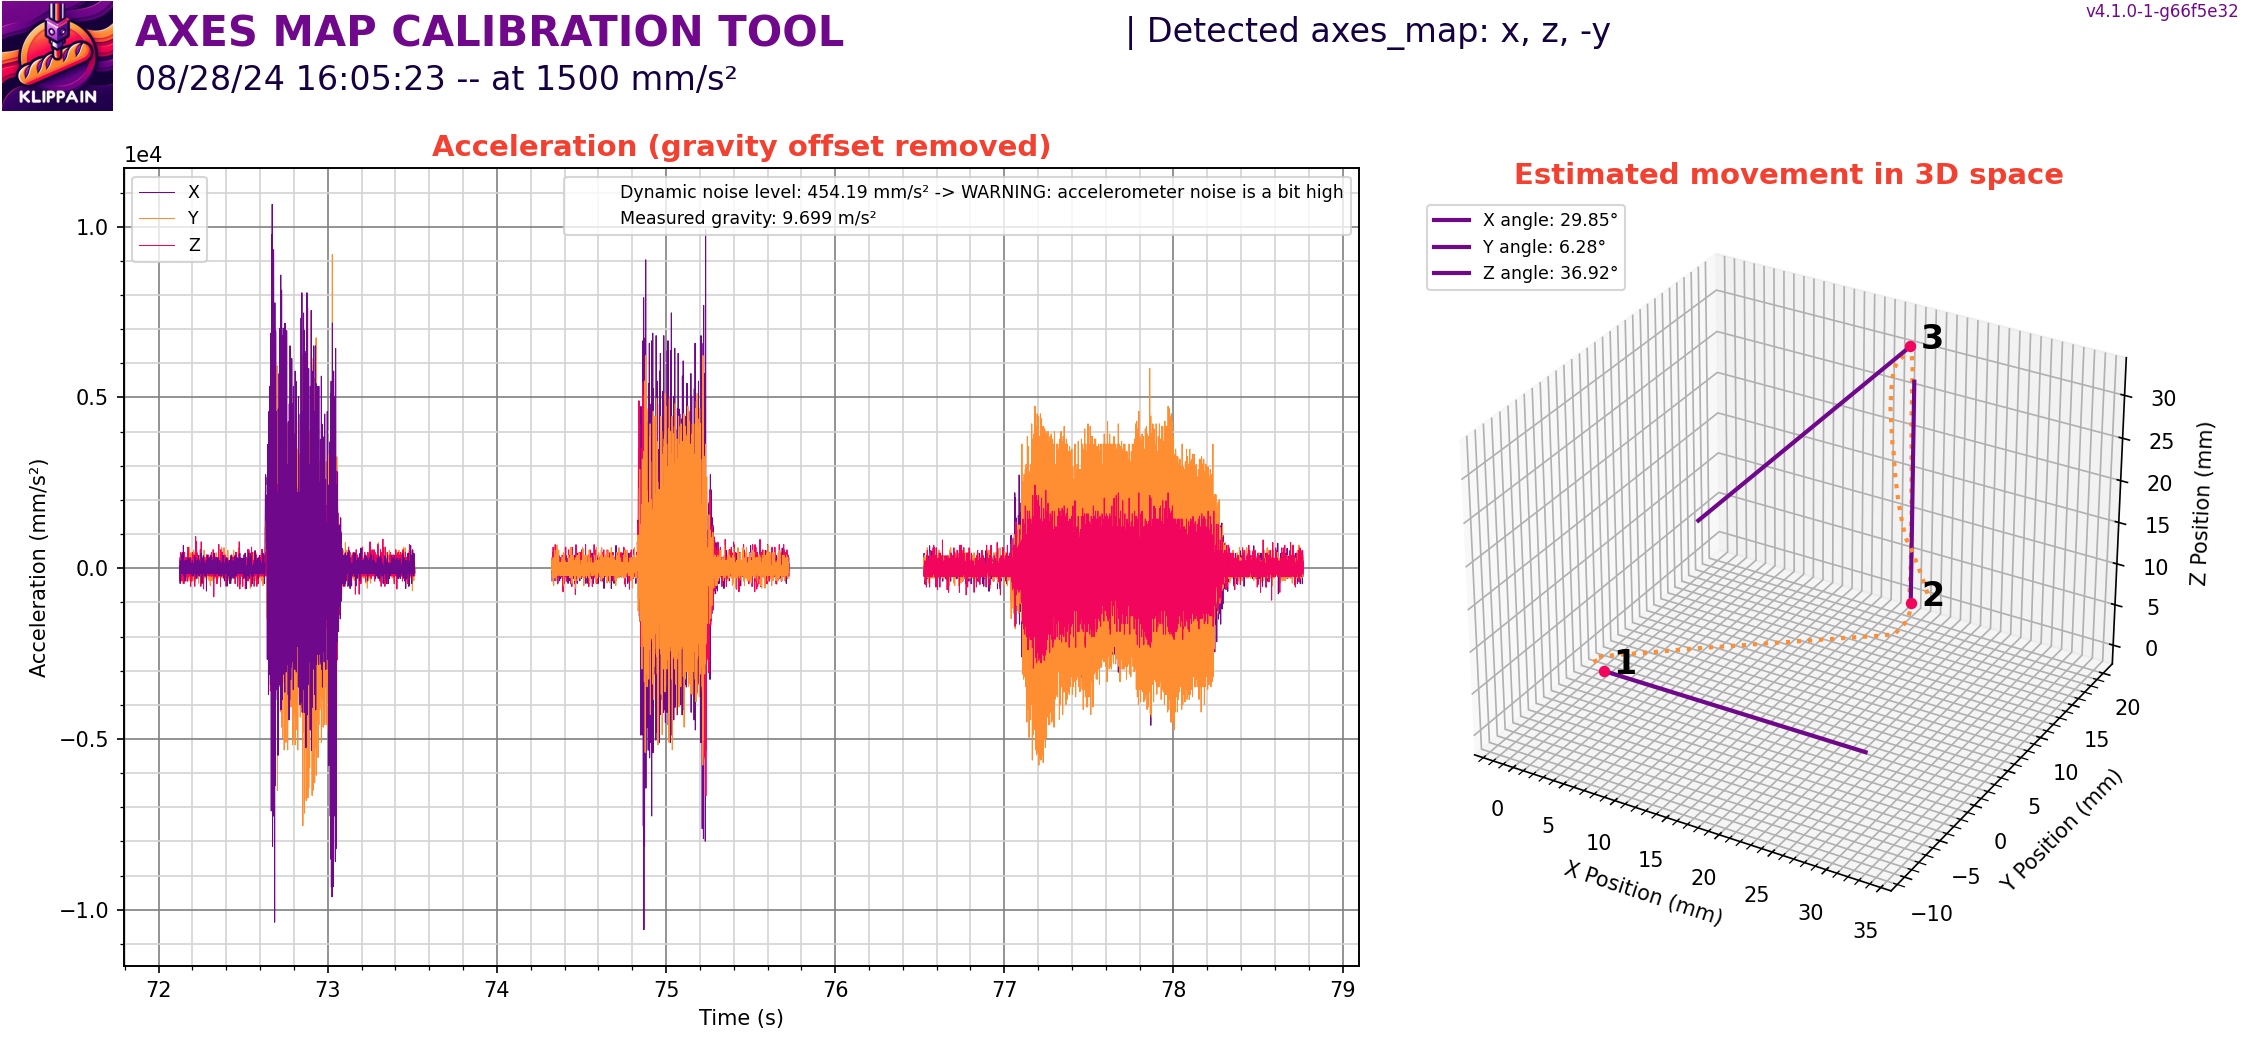 KLIPPAIN
AXES MAP CALIBRATION TOOL
| Detected axes_map: x, z, -y
v4.1.0-1-g66f5e32
08/28/24 16:05:23 -- at 1500 mm/s²
Acceleration (gravity offset removed)
1e4
X
Y
Z
Dynamic noise level: 454.19 mm/s² -> WARNING: accelerometer noise is a bit high
Measured gravity: 9.699 m/s²
1.0
0.5
0.0
−0.5
−1.0
Acceleration (mm/s²)
72 73 74 75 76 77 78 79
Time (s)
Estimated movement in 3D space
X angle: 29.85°
Y angle: 6.28°
Z angle: 36.92°
3
2
1
30
25
20
15
10
5
0
Z Position (mm)
20
15
10
5
0
−5
−10
Y Position (mm)
0
5
10
15
20
25
30
35
X Position (mm)